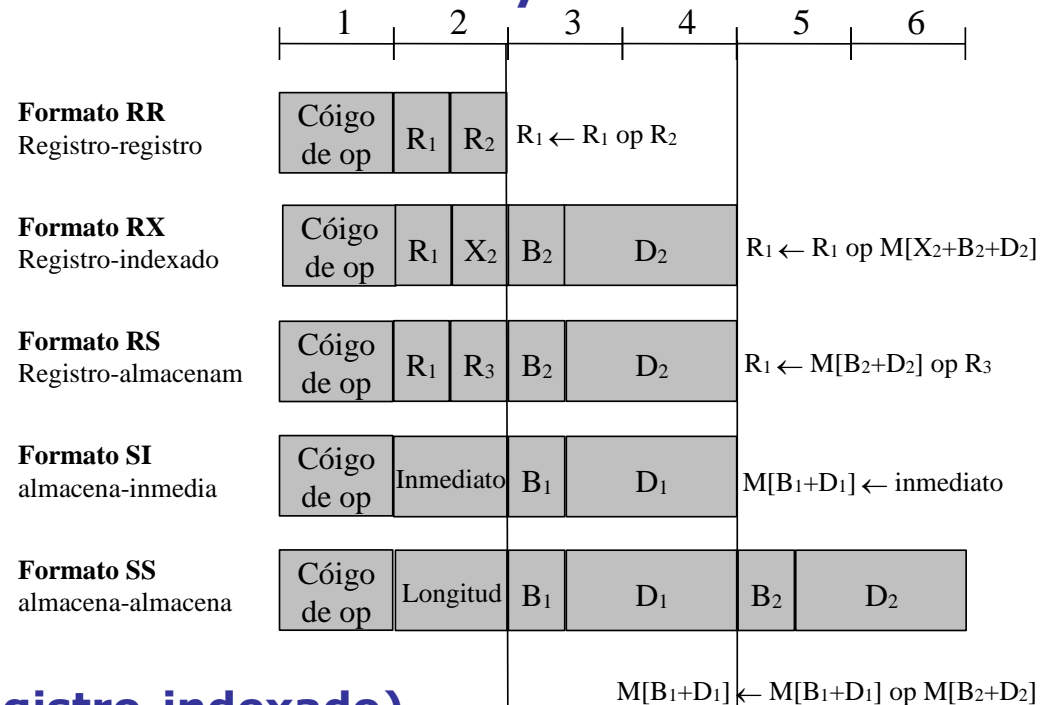 1 2 3 4 5 6
Formato RR
Registro-registro
Cóigo
de op
R1 R2
R1 ← R1 op R2
Formato RX
Registro-indexado
Cóigo
de op
R1 X2 B2 D2
R1 ← R1 op M[X2+B2+D2]
Formato RS
Registro-almacenam
Cóigo
de op
R1 R3 B2 D2
R1 ← M[B2+D2] op R3
Formato SI
almacena-inmedia
Cóigo
de op
Inmediato B1 D1
M[B1+D1] ← inmediato
Formato SS
almacena-almacena
Cóigo
de op
Longitud B1 D1 B2 D2
M[B1+D1] ← M[B1+D1] op M[B2+D2]